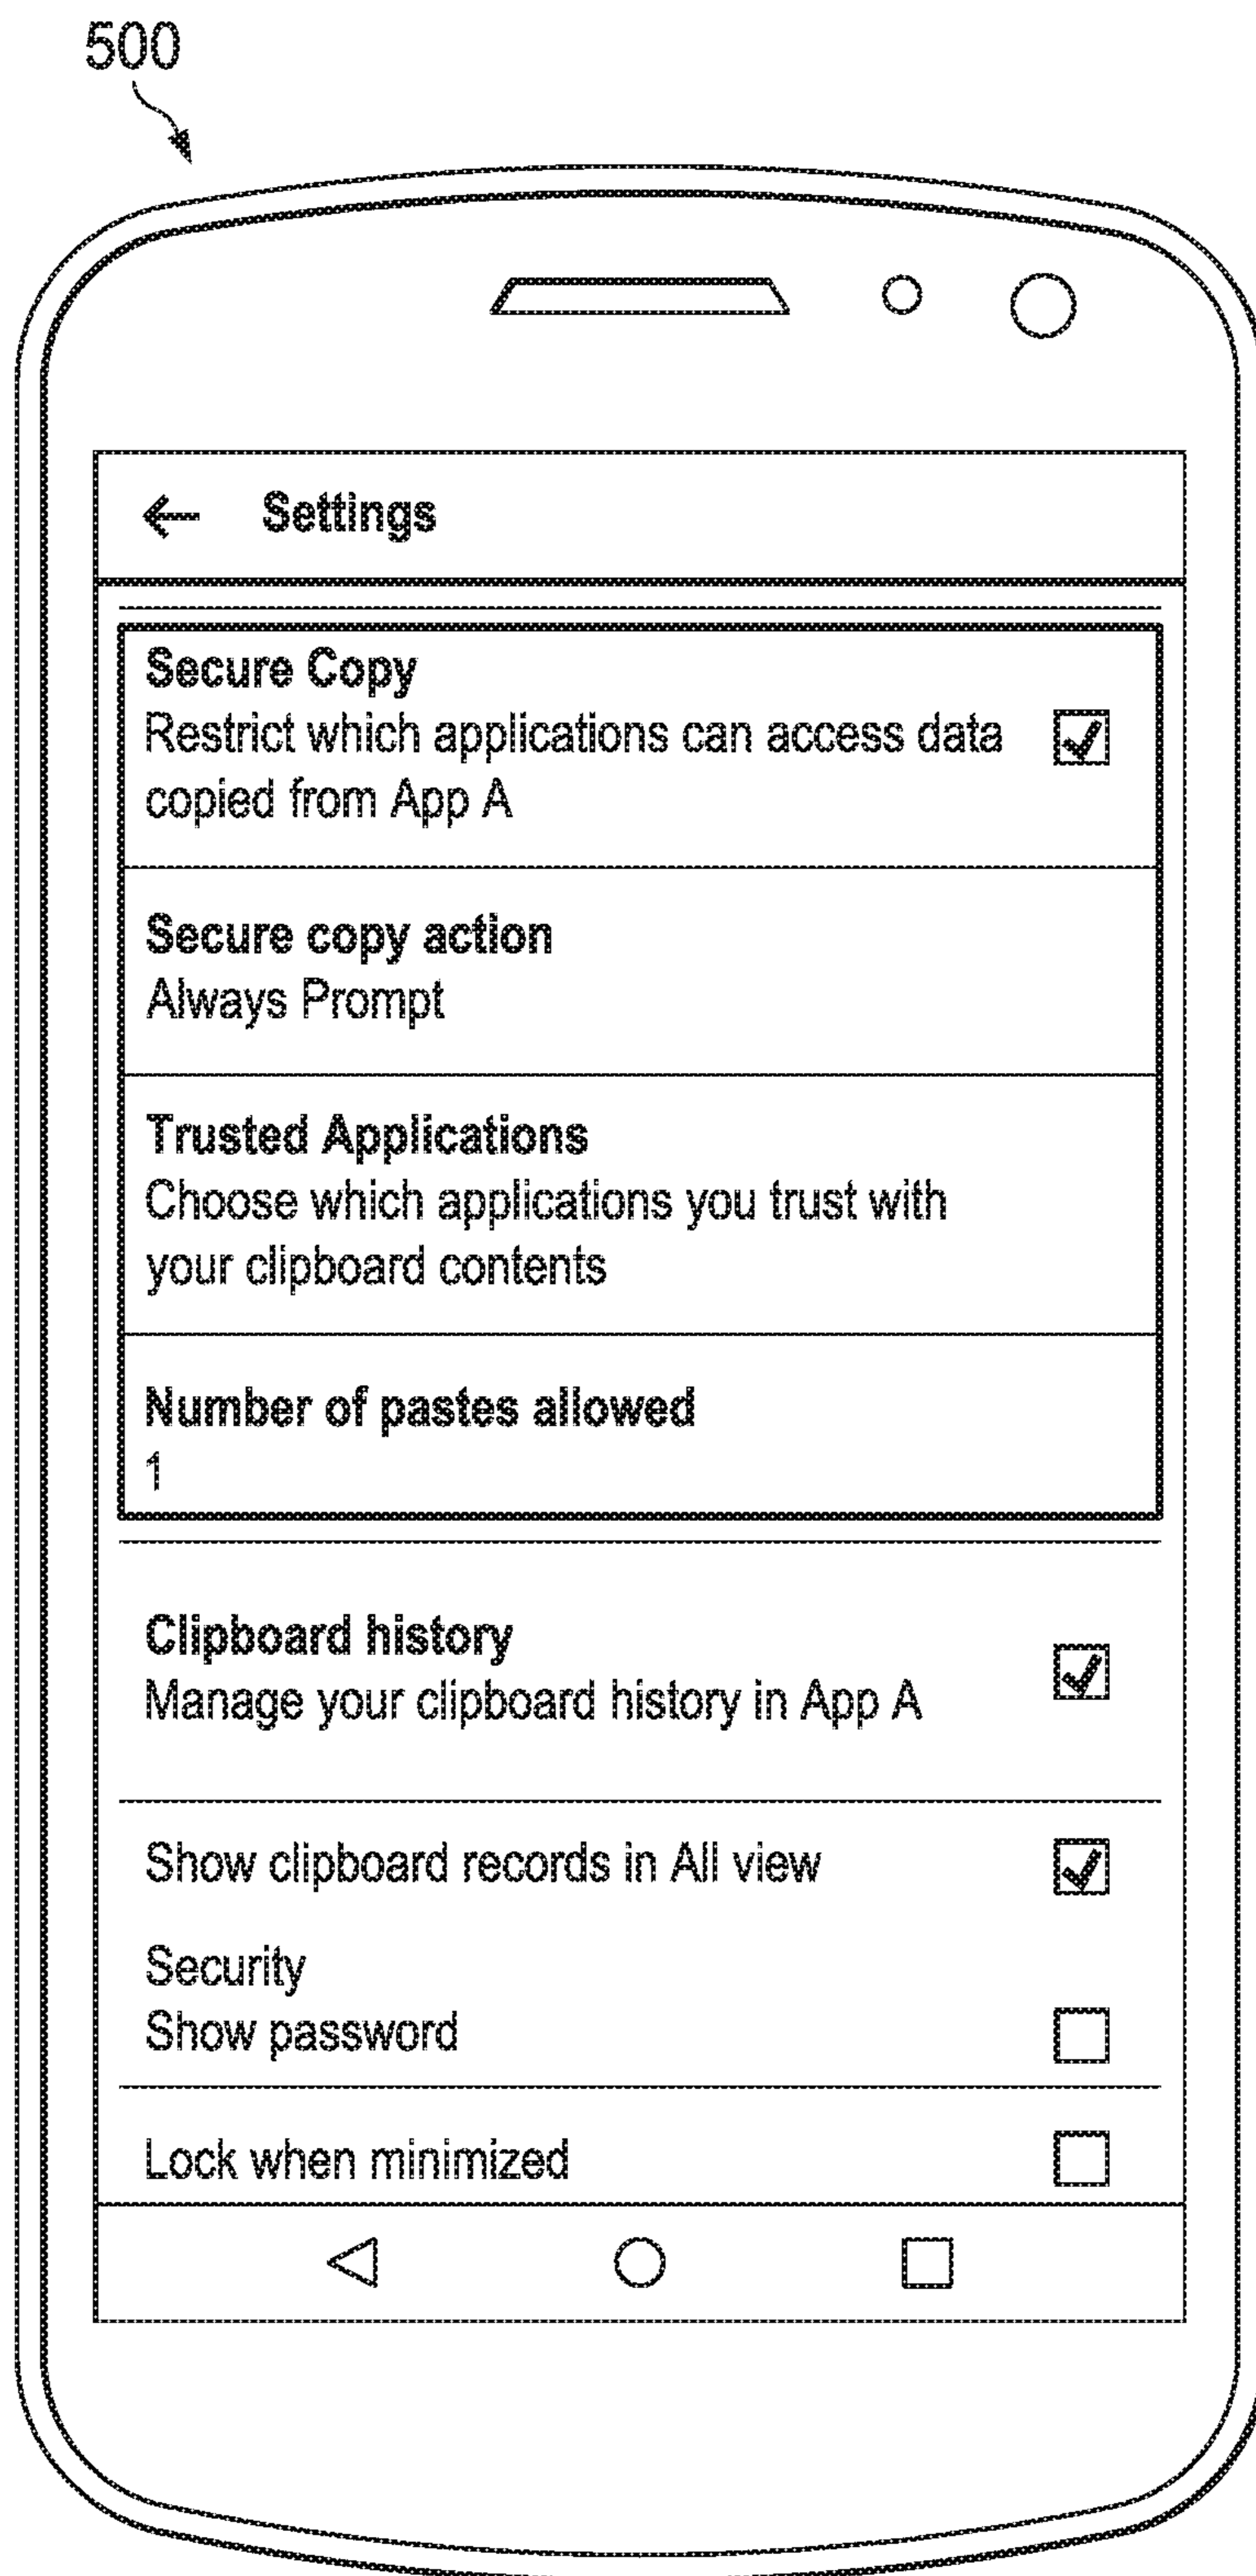 500
Settings
Secure Copy
Restrict which applications can access data
copied from App A
Secure copy action
Always Prompt
Trusted Applications
Choose which applications you trust with
your clipboard contents
Number of pastes allowed
1
Clipboard history
Manage your clipboard history in App A
Show clipboard records in All view
Security
Show password
Lock when minimized